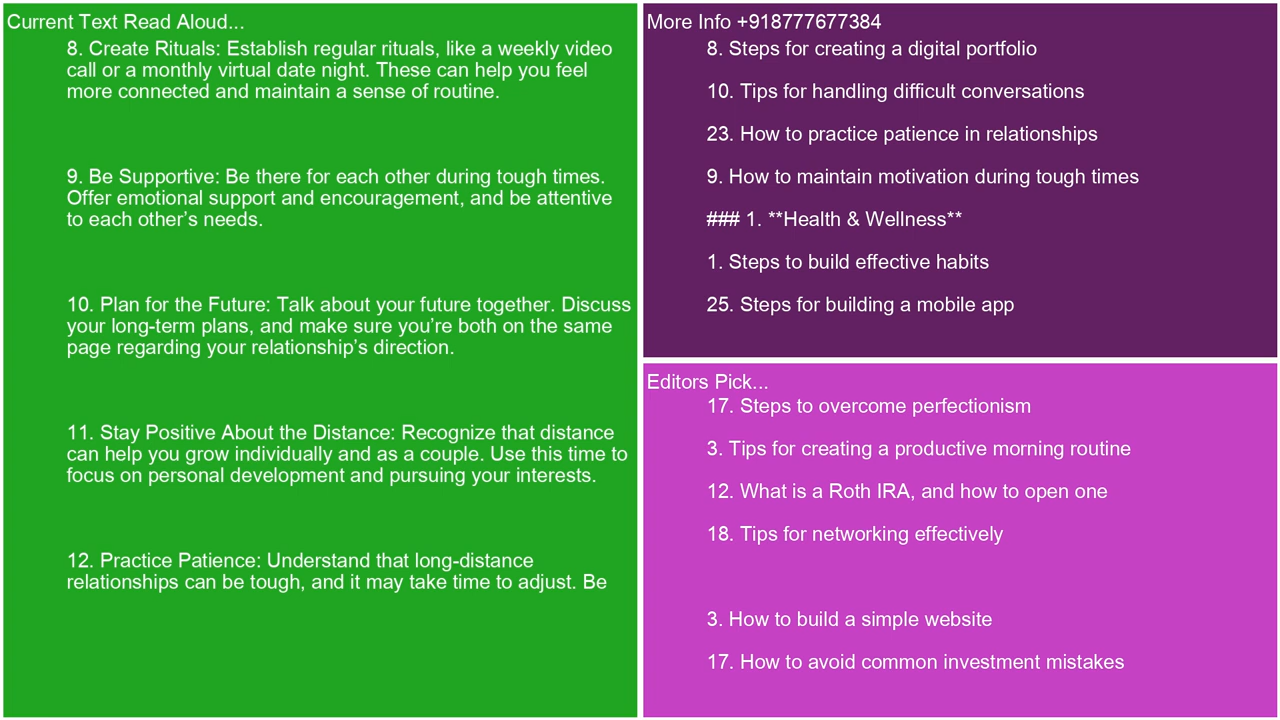 Current Text Read Aloud...
8. Create Rituals: Establish regular rituals, like a weekly video
call or a monthly virtual date night. These can help you feel
more connected and maintain a sense of routine.
9. Be Supportive: Be there for each other during tough times.
Offer emotional support and encouragement, and be attentive
to each other’s needs.
10. Plan for the Future: Talk about your future together. Discuss
your long-term plans, and make sure you’re both on the same
page regarding your relationship’s direction.
11. Stay Positive About the Distance: Recognize that distance
can help you grow individually and as a couple. Use this time to
focus on personal development and pursuing your interests.
12. Practice Patience: Understand that long-distance
relationships can be tough, and it may take time to adjust. Be
More Info +918777677384
8. Steps for creating a digital portfolio
10. Tips for handling difficult conversations
23. How to practice patience in relationships
9. How to maintain motivation during tough times
### 1. **Health & Wellness**
1. Steps to build effective habits
25. Steps for building a mobile app
Editors Pick...
17. Steps to overcome perfectionism
3. Tips for creating a productive morning routine
12. What is a Roth IRA, and how to open one
18. Tips for networking effectively
3. How to build a simple website
17. How to avoid common investment mistakes